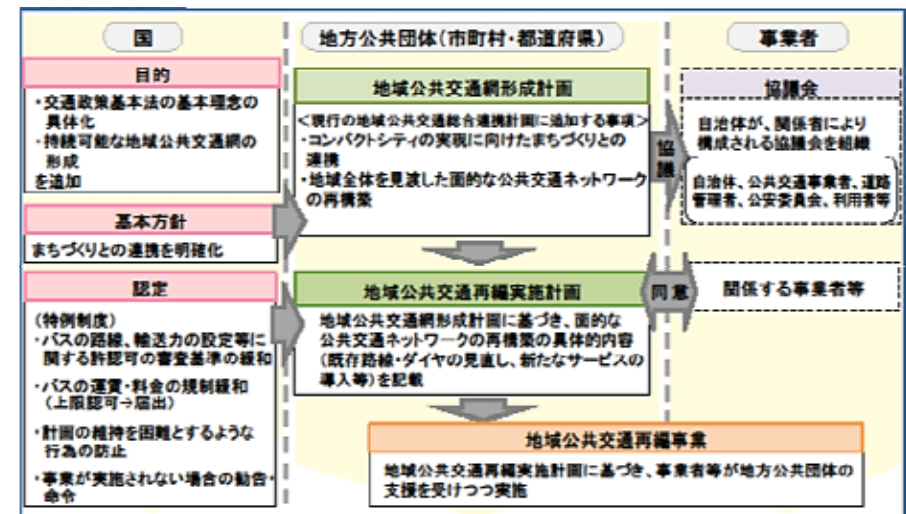 国
地方公共団体(市町村・都道府県)
事業者
目的
・交通政策基本法の基本理念の
具体化
・持続可能な地域公共交通網の
形成
を追加
基本方針
まちづくりとの連携を明確化
認定
(特例制度)
・バスの路線、輸送力の設定等に
関する許認可の審査基準の緩和
・バスの運賃・料金の規制緩和
(上限認可→届出)
・計画の維持を困難とするような
行為の防止
・事業が実施されない場合の勧告・
命令
地域公共交通網形成計画
<現行の地域公共交通総合連携計画に追加する事項>
・コンパクトシティの実現に向けたまちづくりとの
連携
・地域全体を見渡した面的な公共交通ネットワーク
の再構築
協議
協議会
自治体が、関係者により
構成される協議会を組織
自治体、公共交通事業者、道路
管理者、公安委員会、利用者等
地域公共交通再編実施計画
地域公共交通網形成計画に基づき、面的な
公共交通ネットワークの再構築の具体的内容
(既存路線・ダイヤの見直し、新たなサービスの
導入等)を記載
同意
関係する事業者等
地域公共交通再編事業
地域公共交通再編実施計画に基づき、事業者等が地方公共団体の
支援を受けつつ実施